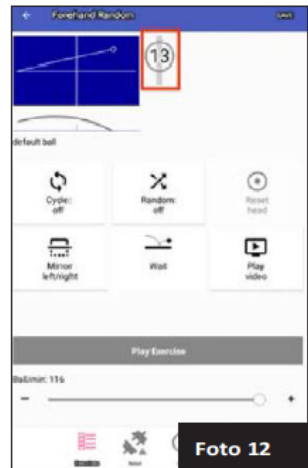 ← Forehand Random SAVE
13
default ball
Cycle: off
Random: off
Reset head
Mirror left/right
Wait
Play video
Play Exercise
Ball/min: 116
- +
Foto 12